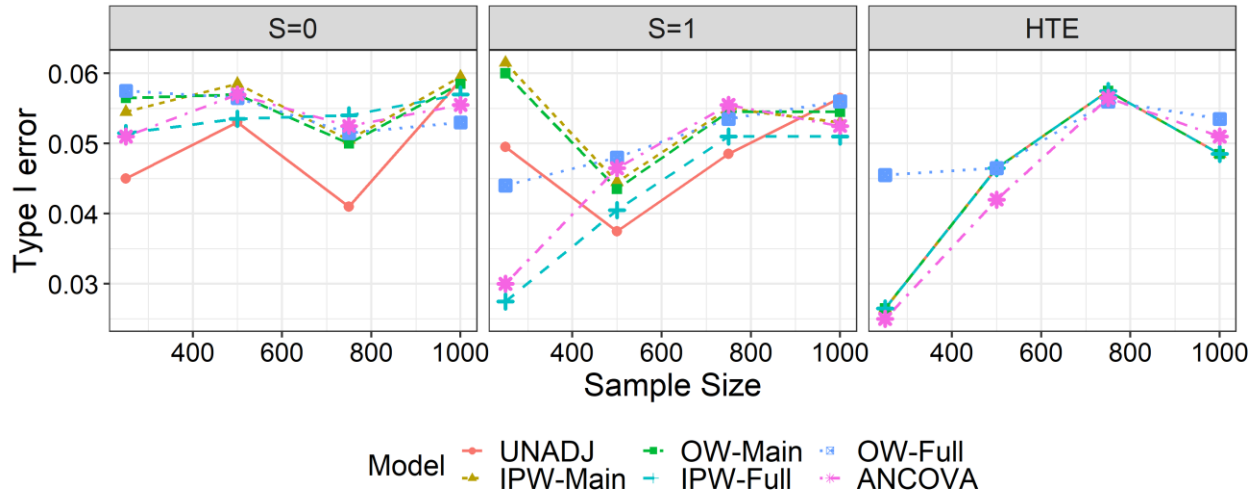 S=0 S=1 HTE
Type I error
0.06
0.05
0.04
0.03
400 600 800 1000 400 600 800 1000 400 600 800 1000
Sample Size
Model UNADJ OW-Main OW-Full
IPW-Main IPW-Full ANCOVA